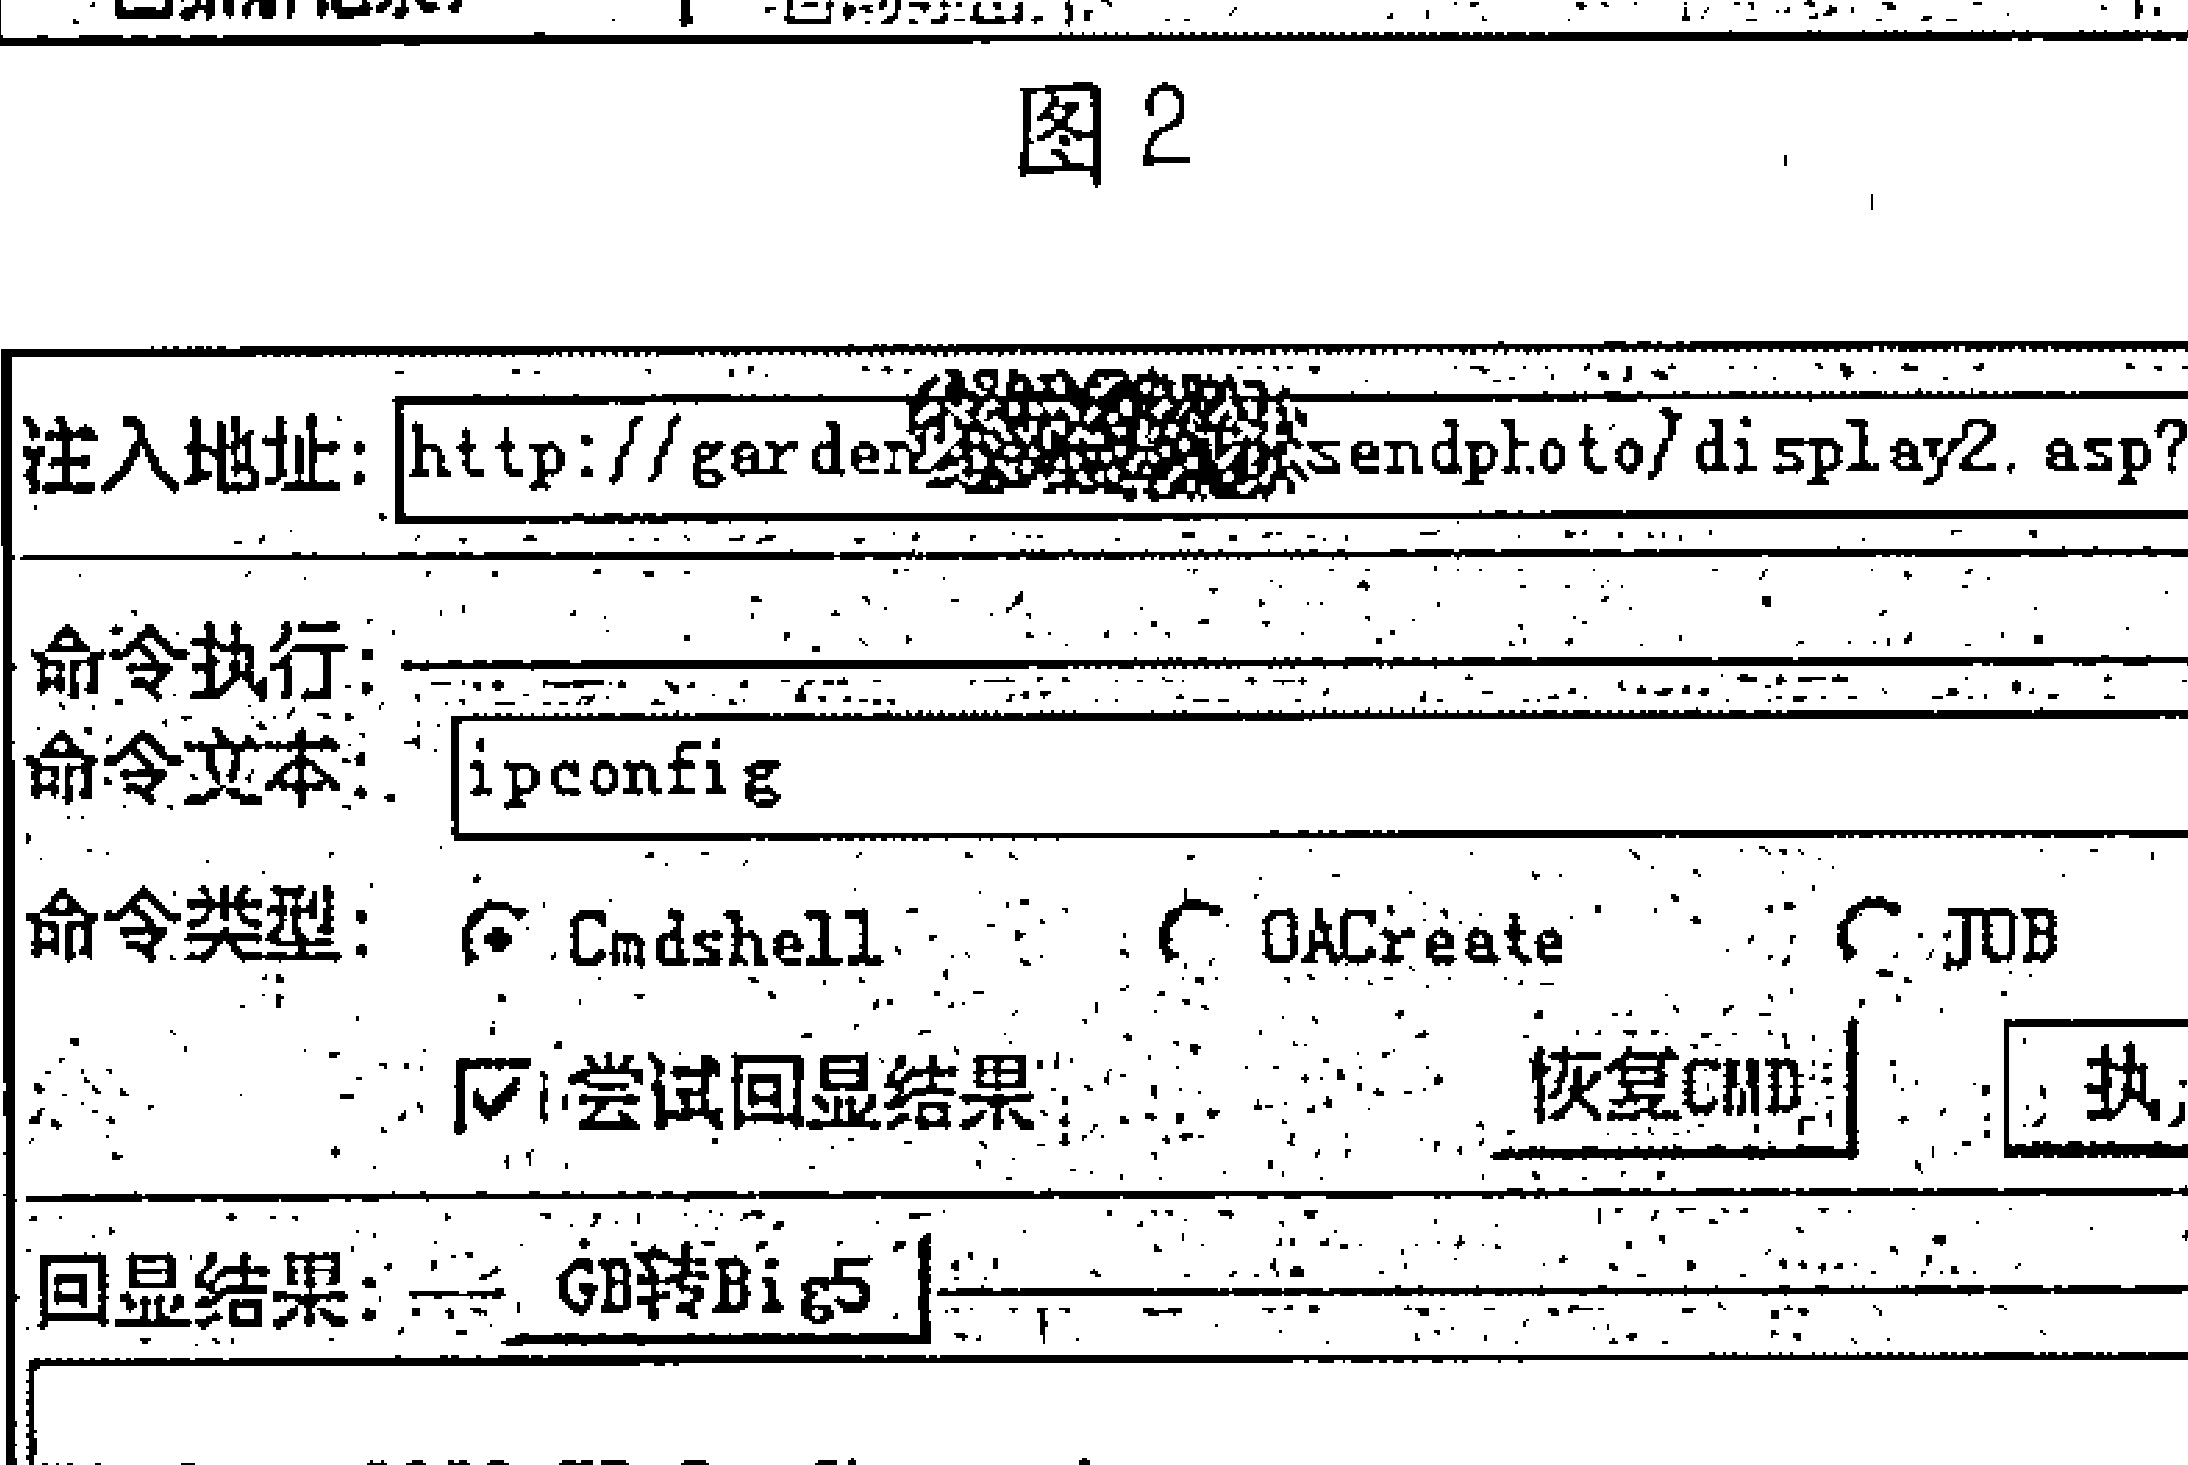 图 2
注入地址: http://garden sendphoto/display2.asp?
命令执行:
命令文本: ipconfig
命令类型: Cmdshell OACreate JOB
尝试回显结果 恢复CMD 执
回显结果: GB转Big5